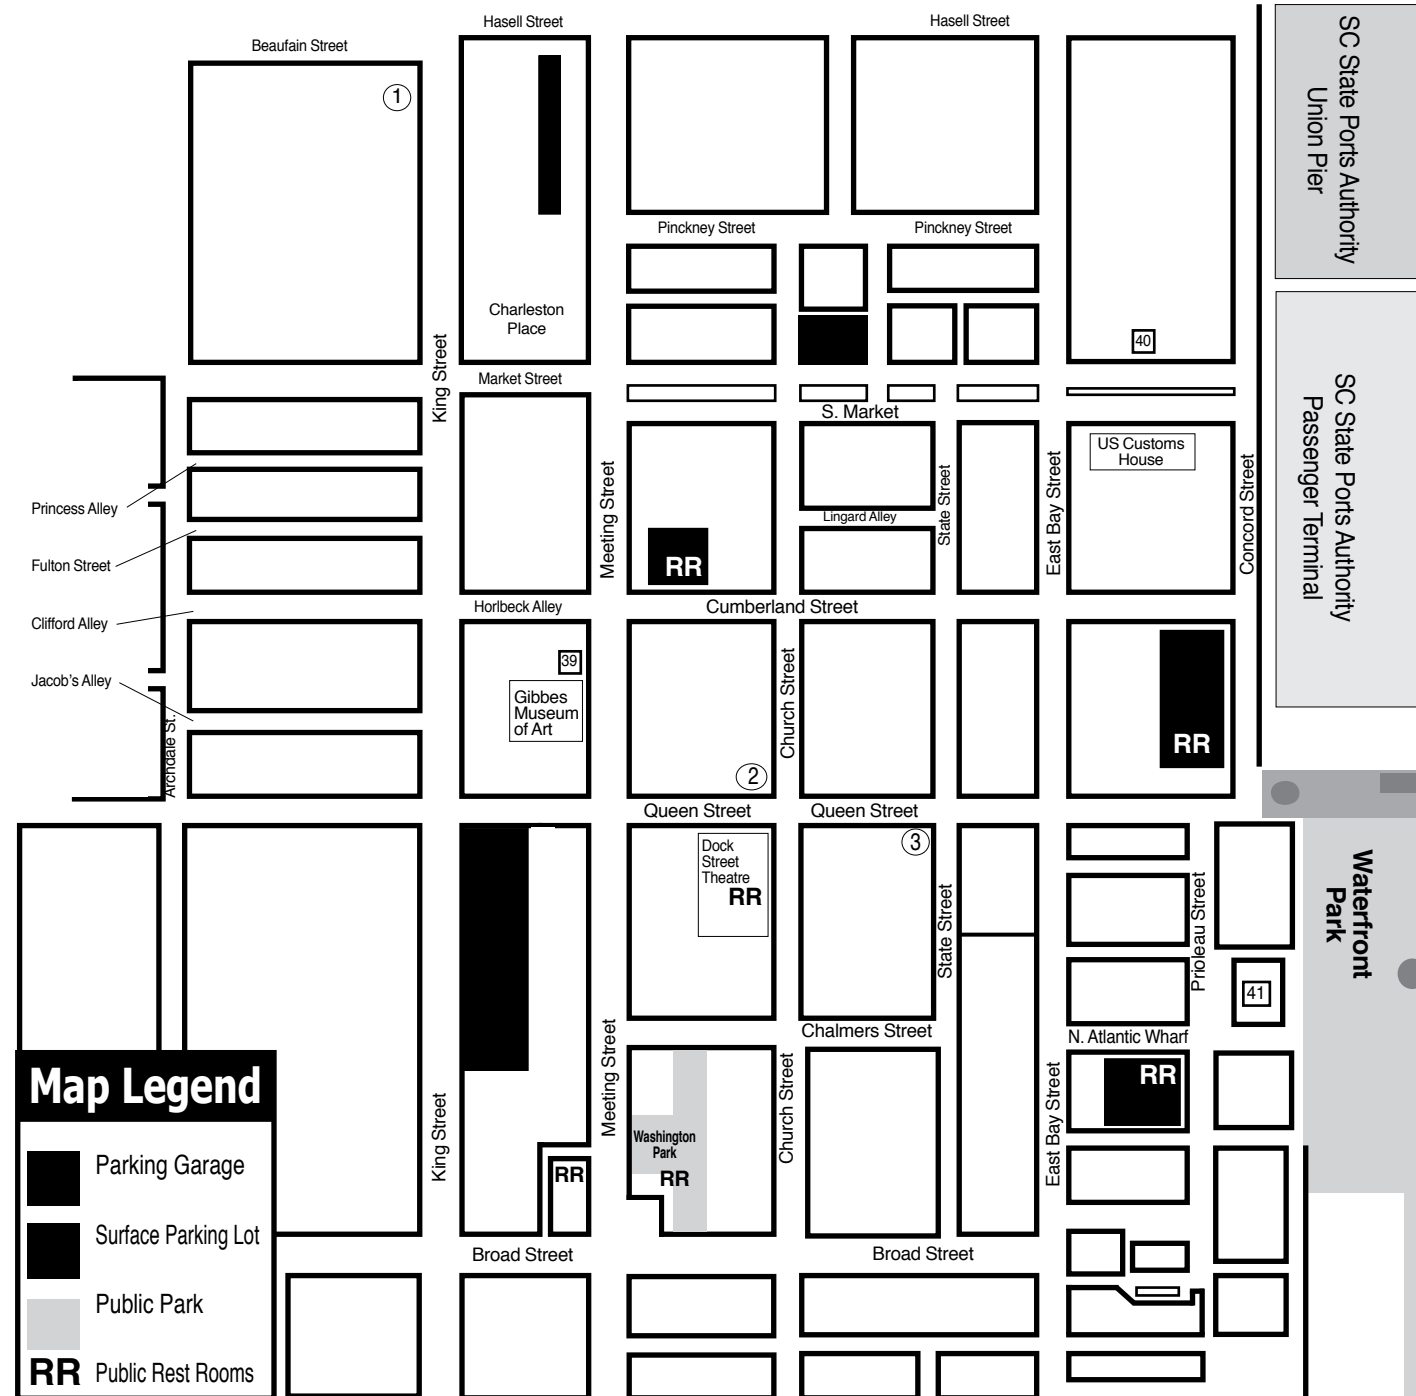 Hasell Street
Hasell Street
Beaufain Street
SC State Ports Authority
Union Pier
1
Pinckney Street
Pinckney Street
Charleston
Place
40
King Street
Market Street
S. Market
SC State Ports Authority
Passenger Terminal
US Customs
House
Meeting Street
State Street
East Bay Street
Concord Street
Princess Alley
Lingard Alley
Fulton Street
RR
Horlbeck Alley
Cumberland Street
Clifford Alley
39
Church Street
Jacob's Alley
Gibbes
Museum
of Art
Archdale St.
RR
2
Queen Street
Queen Street
3
Dock
Street
Theatre
RR
State Street
Prioleau Street
Waterfront
Park
41
Chalmers Street
N. Atlantic Wharf
Meeting Street
Church Street
East Bay Street
RR
King Street
Washington
Park
RR
RR
Broad Street
Broad Street
Map Legend
Parking Garage
Surface Parking Lot
Public Park
RR Public Rest Rooms